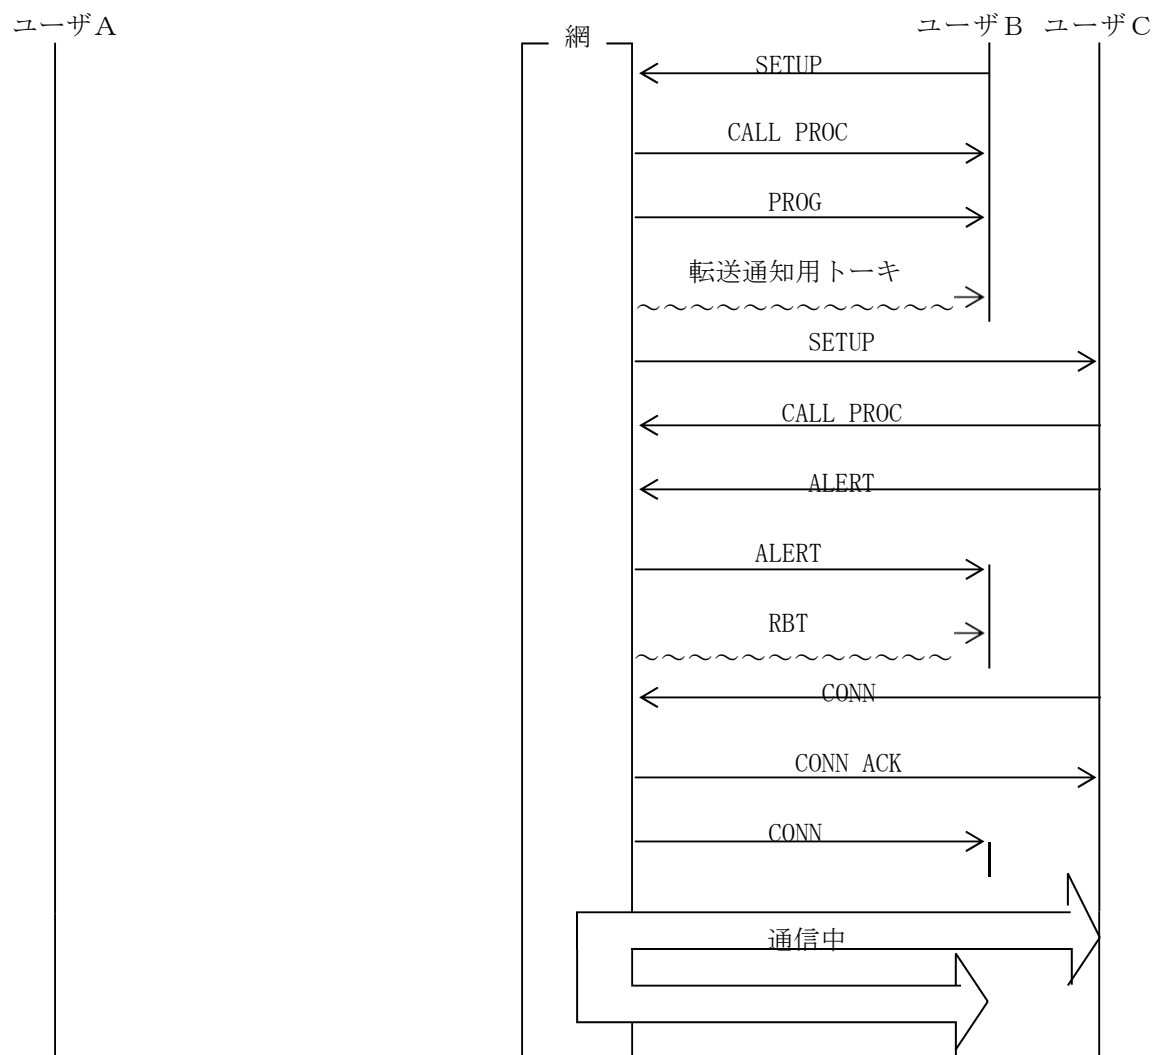 ユーザA
網
ユーザB
ユーザC
SETUP
CALL PROC
PROG
転送通知用トーキ
SETUP
CALL PROC
ALERT
ALERT
RBT
CONN
CONN ACK
CONN
通信中